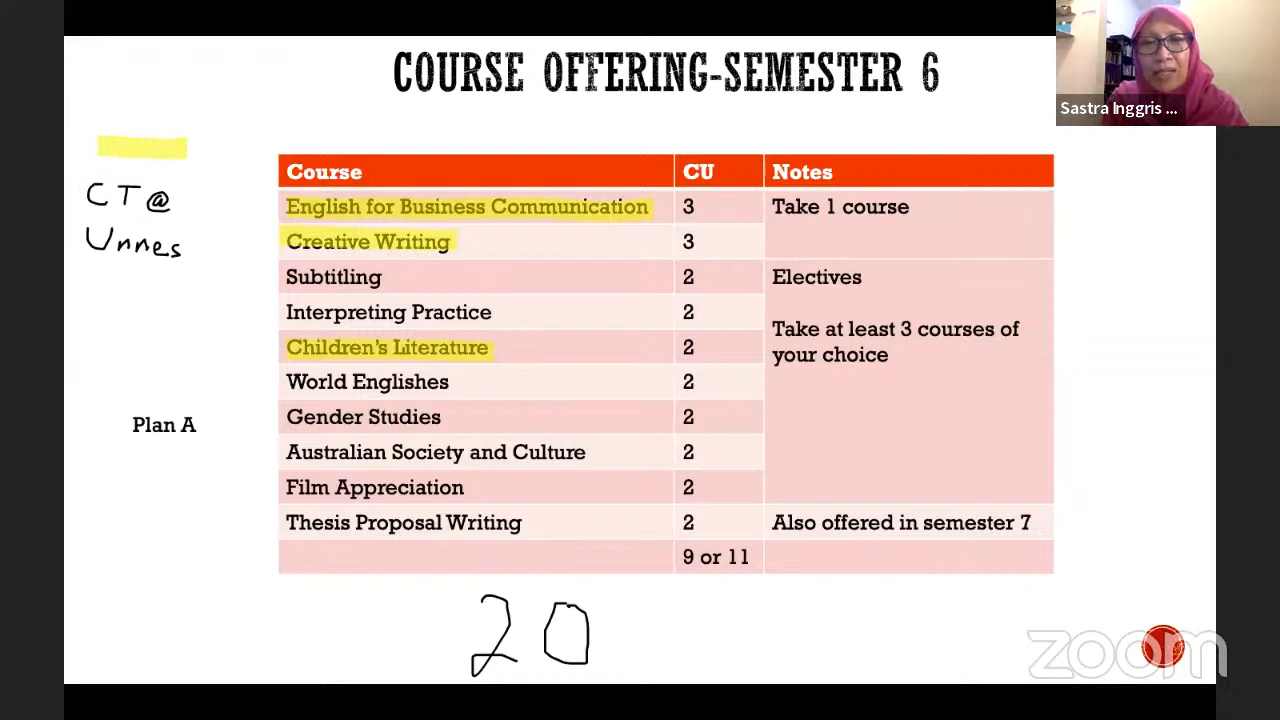 COURSE OFFERING-SEMESTER 6
Sastra Inggris ...
CT@
Unnes
Course CU Notes
English for Business Communication 3 Take 1 course
Creative Writing 3
Subtitling 2 Electives
Interpreting Practice 2
Take at least 3 courses of
Children's Literature 2
your choice
World Englishes 2
Plan A
Gender Studies 2
Australian Society and Culture 2
Film Appreciation 2
Thesis Proposal Writing 2 Also offered in semester 7
9 or 11
20
zoom